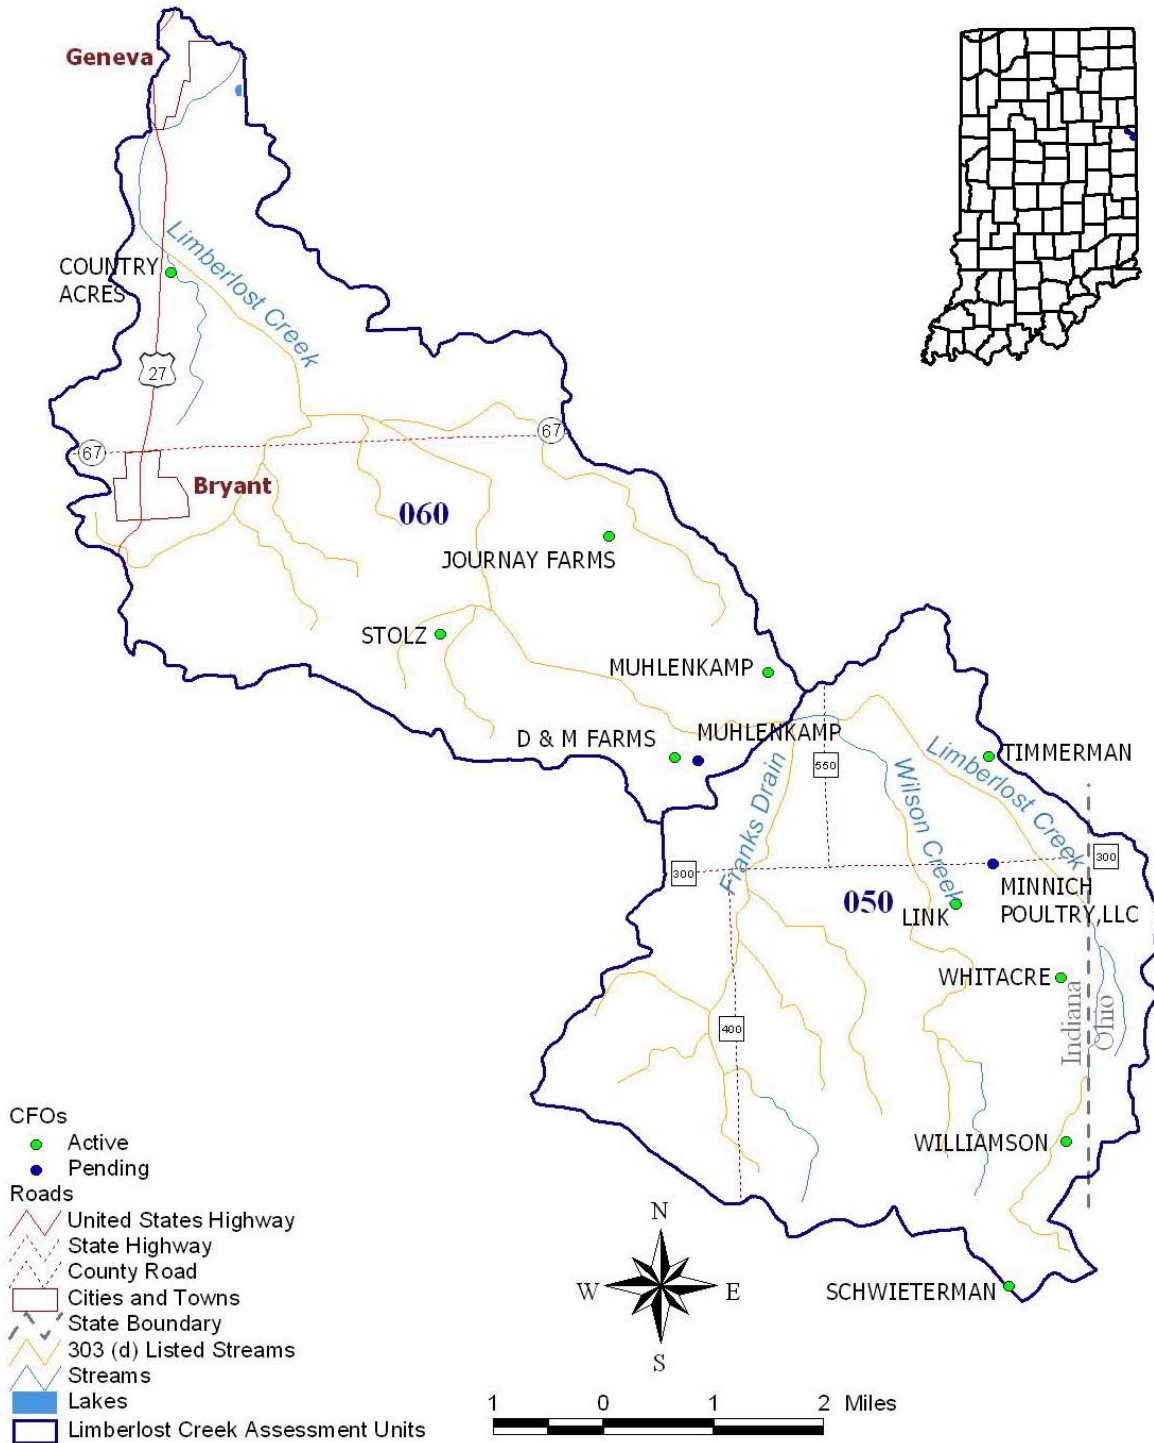 Geneva
Limberlost Creek
COUNTRY
ACRES
27
67
67
Bryant
060
JOURNAY FARMS
STOLZ
MUHLENKAMP
D & M FARMS
MUHLENKAMP
550
Franks Drain
Wilson Creek
Limberlost Creek
TIMMERMAN
300
300
050
LINK
MINNICH
POULTRY,LLC
WHITACRE
Indiana
Ohio
400
WILLIAMSON
SCHWIETERMAN
CFOs
Active
Pending
Roads
United States Highway
State Highway
County Road
Cities and Towns
State Boundary
303 (d) Listed Streams
Streams
Lakes
Limberlost Creek Assessment Units
N
W
E
S
1 0 1 2 Miles